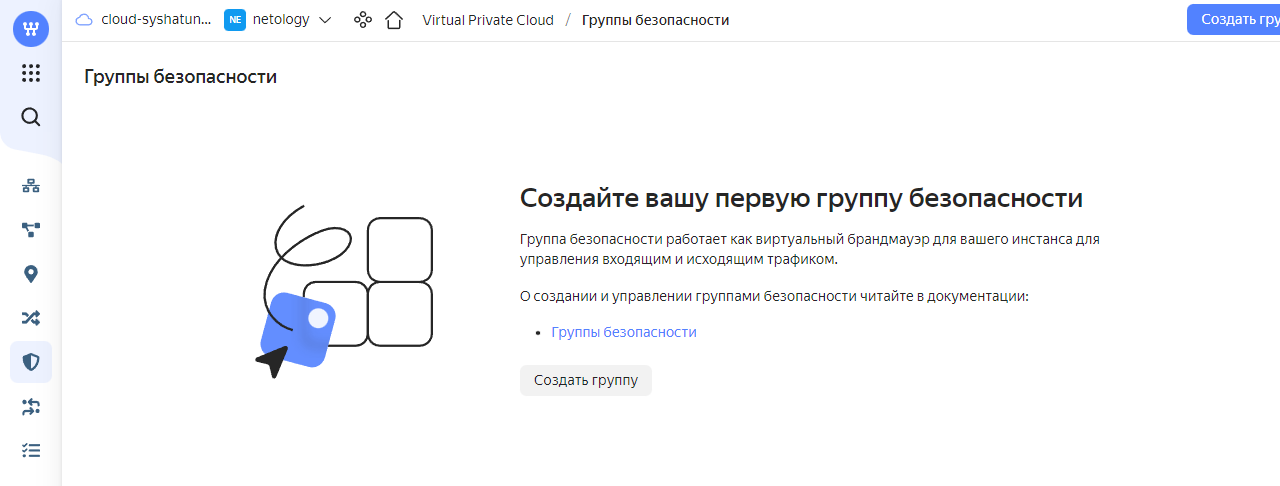 cloud-syshatun... NE netology Virtual Private Cloud / Группы безопасности Создать гру
Группы безопасности
Создайте вашу первую группу безопасности
Группа безопасности работает как виртуальный брандмауэр для вашего инстанса для
управления входящим и исходящим трафиком.
О создании и управлении группами безопасности читайте в документации:
• Группы безопасности
Создать группу